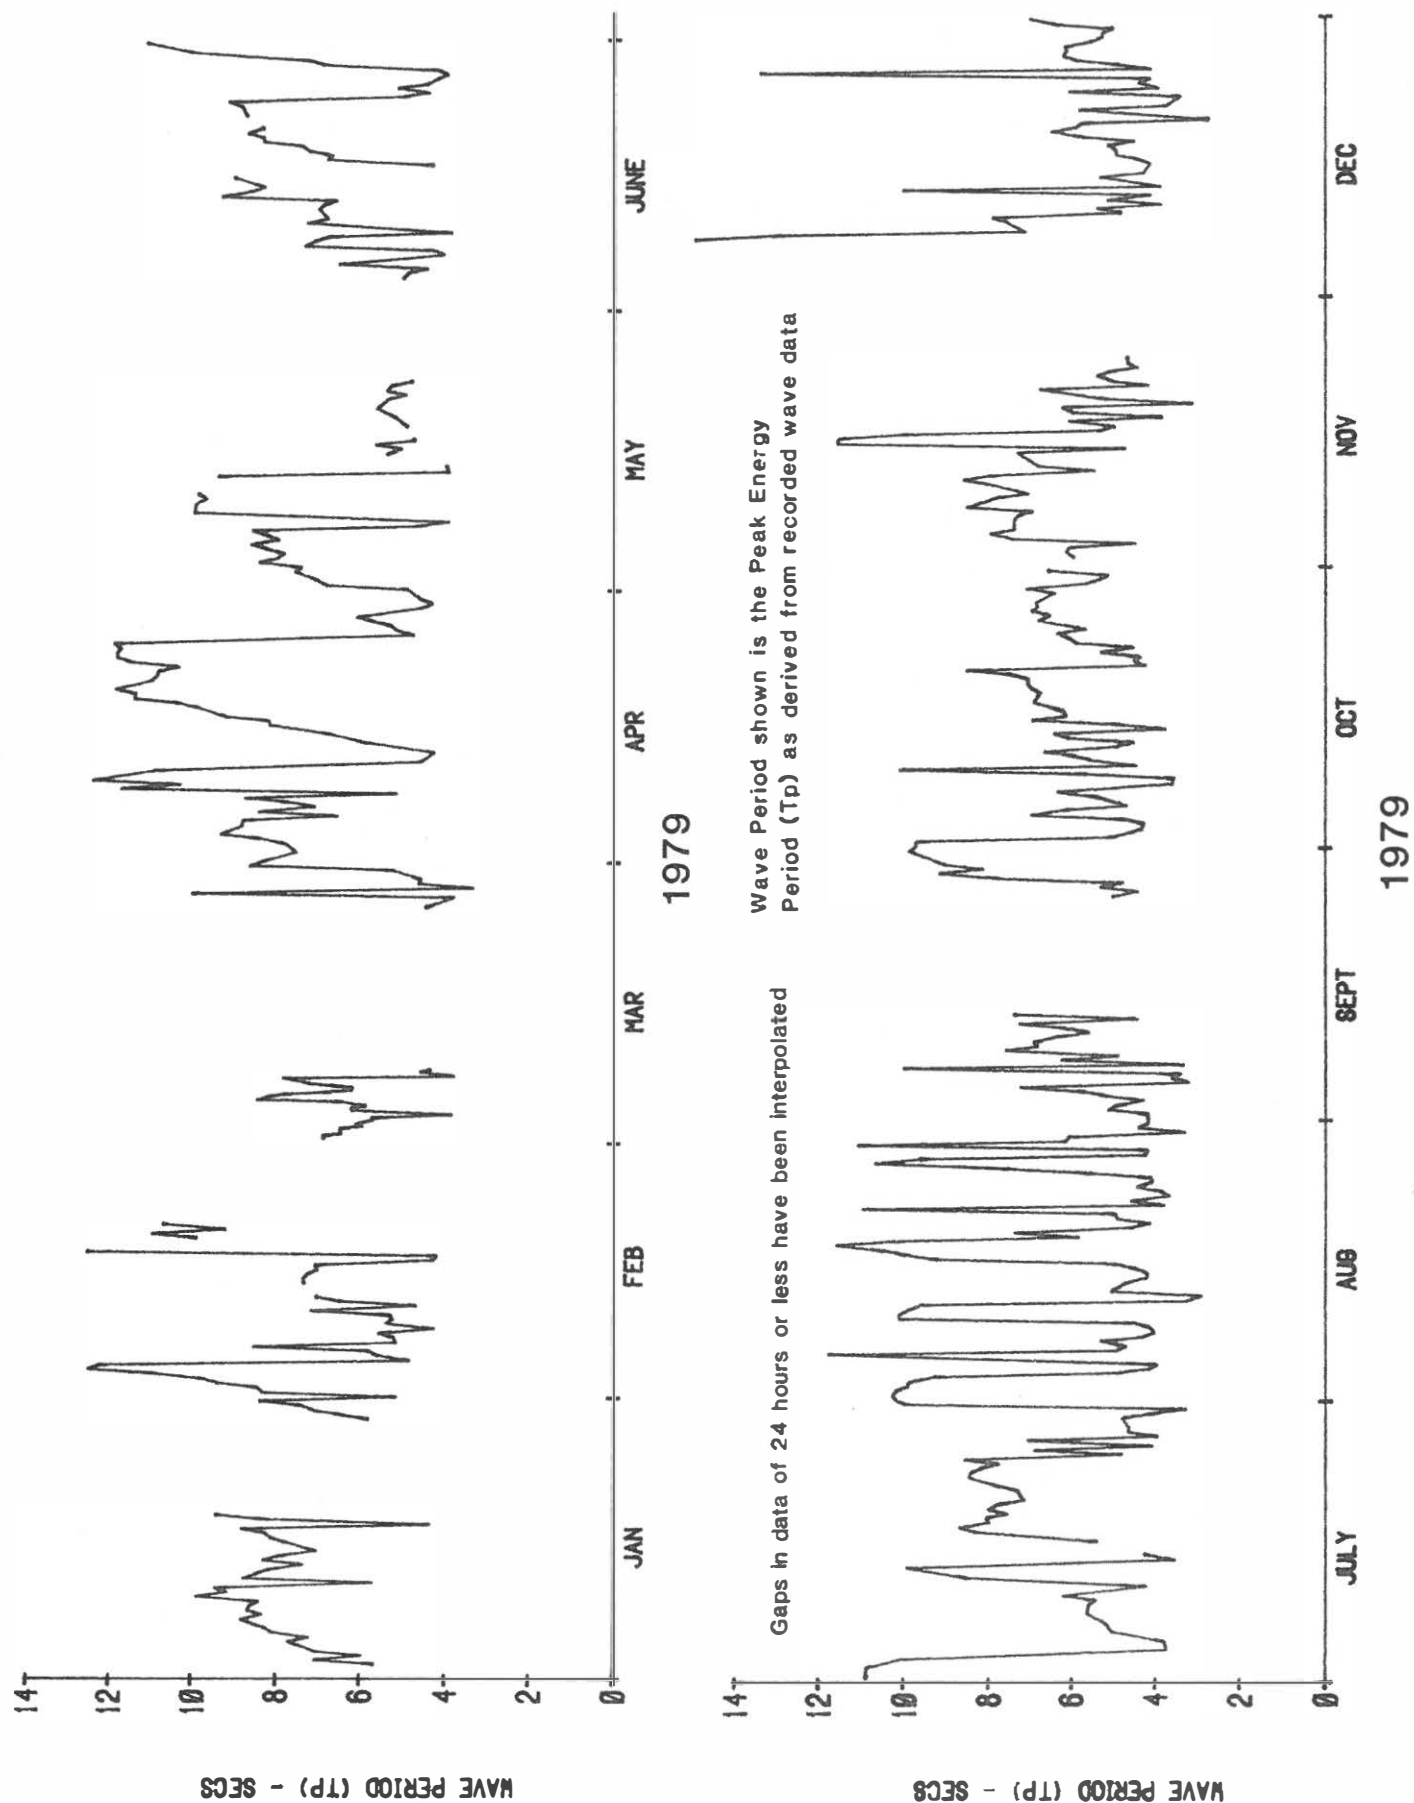 WAVE PERIOD (TP) - SECS
14
12
10
8
6
4
2
0
JAN
FEB
MAR
APR
MAY
JUNE
1979
Gaps in data of 24 hours or less have been interpolated
Wave Period shown is the Peak Energy
Period (Tp) as derived from recorded wave data
WAVE PERIOD (TP) - SECS
14
12
10
8
6
4
2
0
JULY
AUG
SEPT
OCT
NOV
DEC
1979